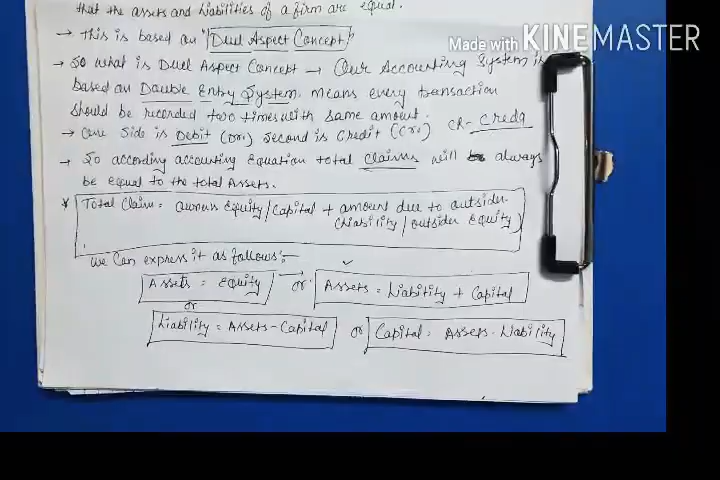 that the assets and liabilities of a firm are equal.
→ This is based on "Duel Aspect Concept"
→ So what is Duel Aspect Concept → Our Accounting System is
based on Double Entry System. means every transaction
should be recorded two times with same amount.
→ One side is Debit (Dr.) second is Credit (Cr.) CR- Creda
→ So according accounting Equation total claims will always
be equal to the total Assets.
* Total Claim = owners Equity/Capital + amount due to outsider
(Liability/outsider Equity)
We can express it as follows:-
Assets = Equity → or Assets = Liability + Capital
or
Liability = Assets - Capital or Capital = Assets - Liability
Made with KINEMASTER